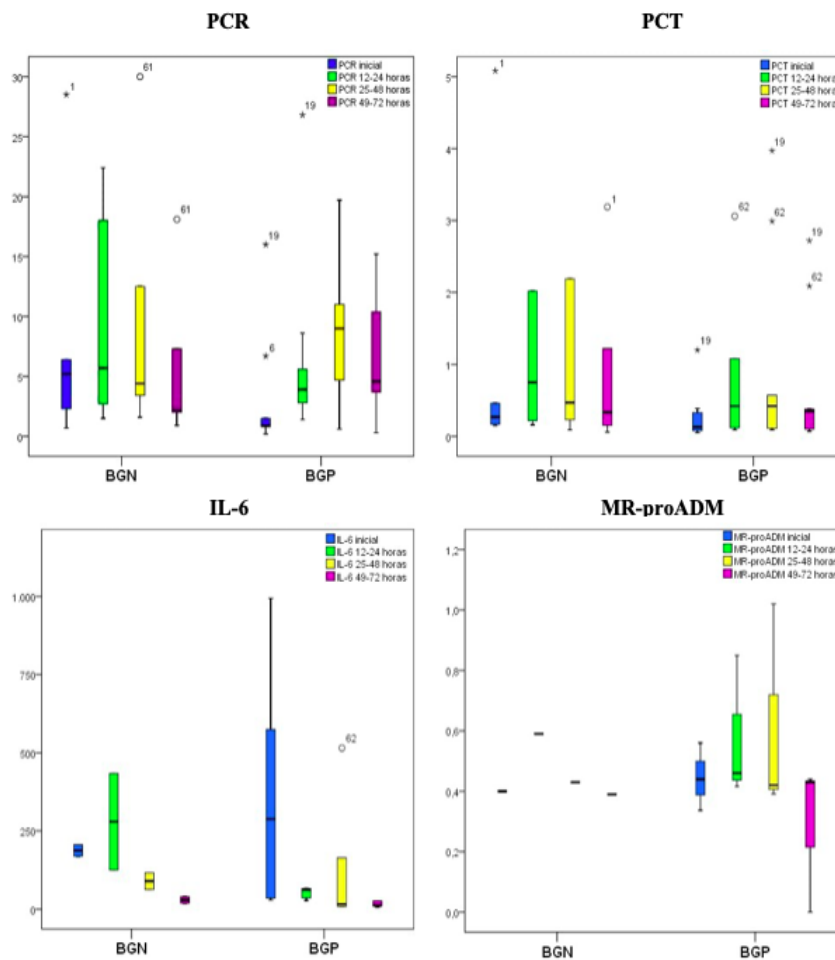 PCR
PCR inicial
PCR 12-24 horas
PCR 25-48 horas
PCR 49-72 horas
30
25
20
15
10
5
0
1
61
61
19
6
19
BGN
BGP
PCT
PCT inicial
PCT 12-24 horas
PCT 25-48 horas
PCT 49-72 horas
5
4
3
2
1
0
1
1
19
62
19
62
19
62
BGN
BGP
IL-6
IL-6 inicial
IL-6 12-24 horas
IL-6 25-48 horas
IL-6 49-72 horas
1.000
750
500
250
0
62
BGN
BGP
MR-proADM
MR-proADM inicial
MR-proADM 12-24 horas
MR-proADM 25-48 horas
MR-proADM 49-72 horas
1,2
1,0
0,8
0,6
0,4
0,2
0,0
BGN
BGP